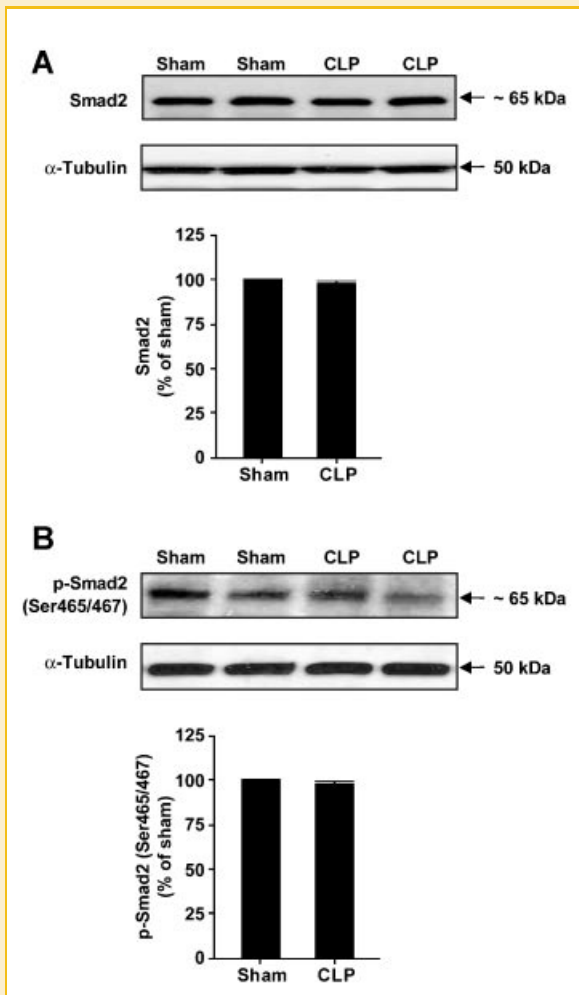 A
Sham Sham CLP CLP
Smad2
~ 65 kDa
α-Tubulin
50 kDa
125
100
75
50
25
0
Smad2
(% of sham)
Sham CLP
B
Sham Sham CLP CLP
p-Smad2
(Ser465/467)
~ 65 kDa
α-Tubulin
50 kDa
125
100
75
50
25
0
p-Smad2 (Ser465/467)
(% of sham)
Sham CLP